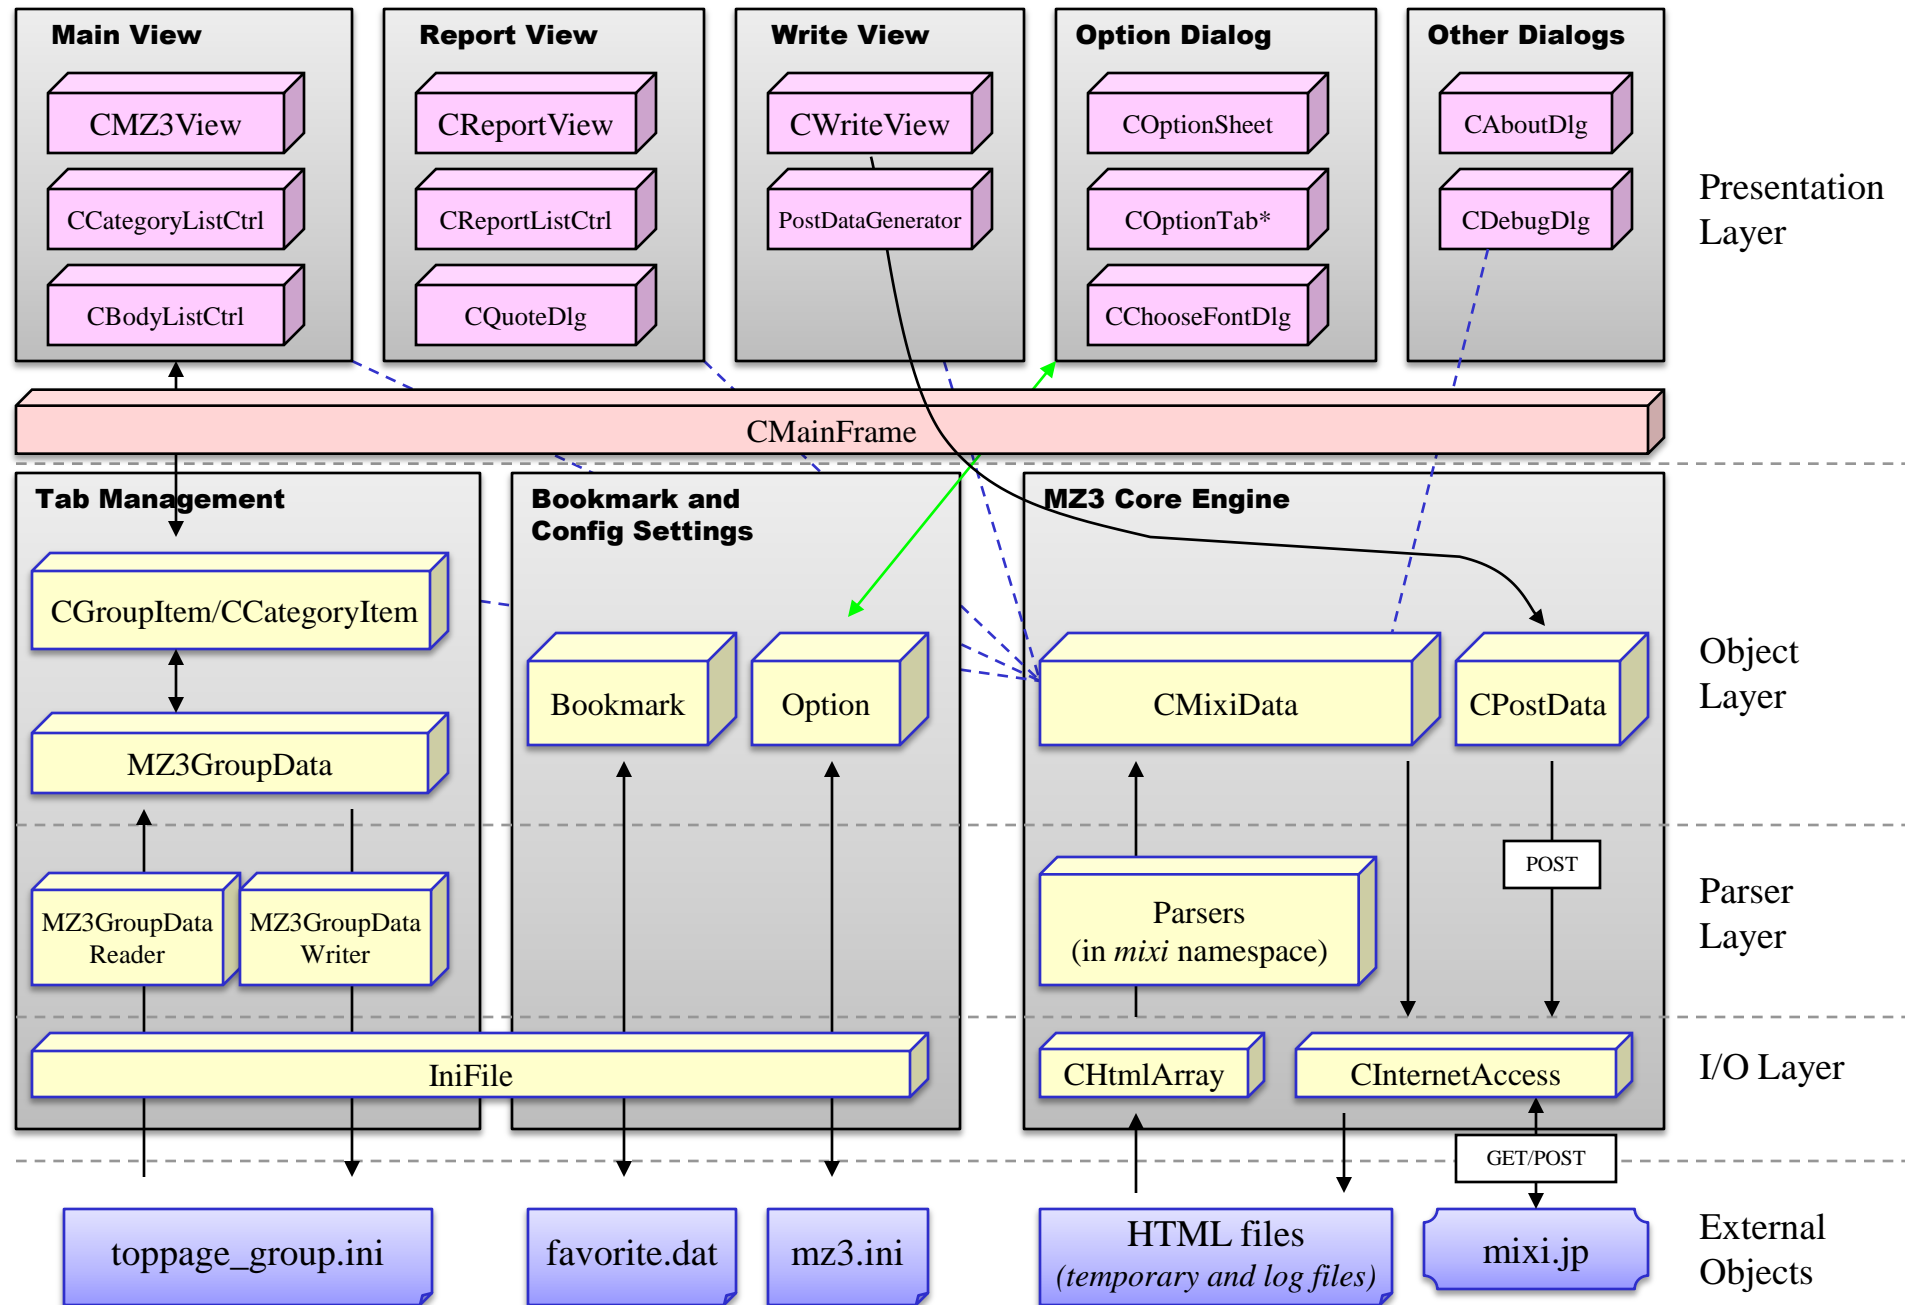 Main View
Report View
Write View
Option Dialog
Other Dialogs
CMZ3View
CReportView
CWriteView
COptionSheet
CAboutDlg
CCategoryListCtrl
CReportListCtrl
PostDataGenerator
COptionTab*
CDebugDlg
CBodyListCtrl
CQuoteDlg
CChooseFontDlg
Presentation
Layer
CMainFrame
Tab Management
Bookmark and
Config Settings
MZ3 Core Engine
CGroupItem/CCategoryItem
MZ3GroupData
Bookmark
Option
CMixiData
CPostData
Object
Layer
MZ3GroupData
Reader
MZ3GroupData
Writer
Parsers
(in mixi namespace)
POST
Parser
Layer
IniFile
CHtmlArray
CInternetAccess
I/O Layer
GET/POST
toppage_group.ini
favorite.dat
mz3.ini
HTML files
(temporary and log files)
mixi.jp
External
Objects